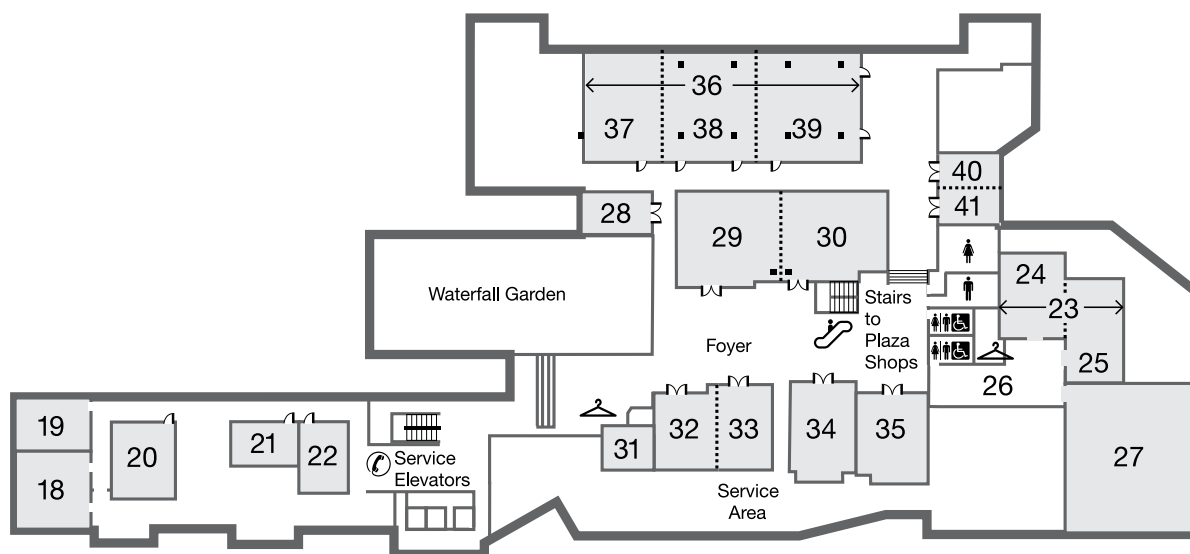 36
37
38
39
40
41
28
29
30
24
23
25
26
27
Waterfall Garden
Stairs
to
Plaza
Shops
Foyer
31
32
33
34
35
19
18
20
21
22
Service
Elevators
Service
Area